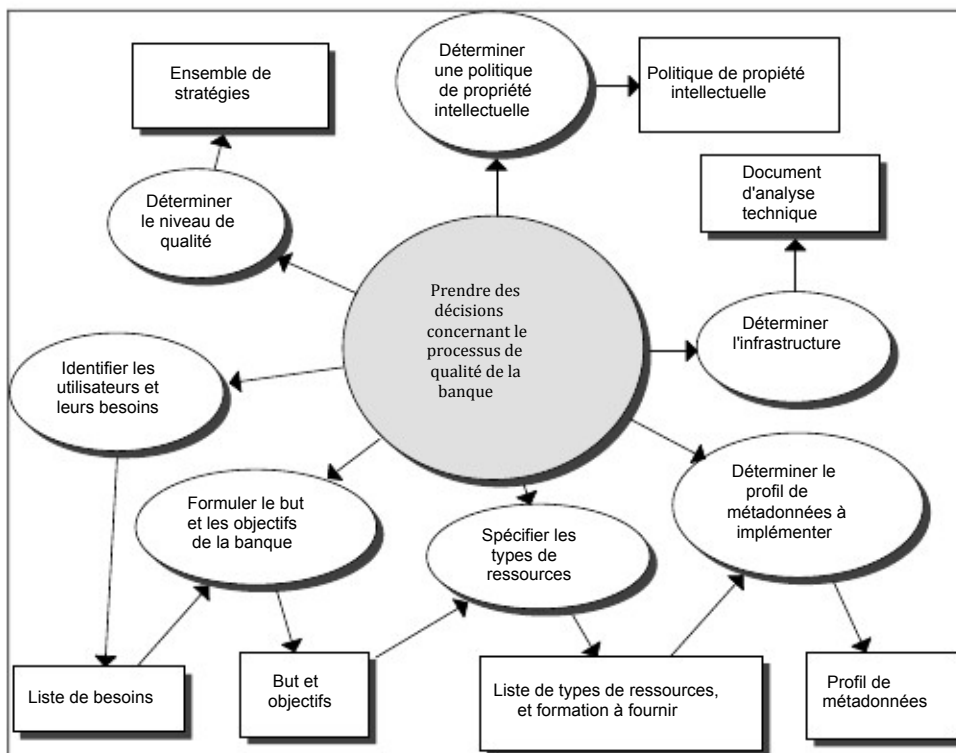 Ensemble de
stratégies
Déterminer
une politique
de propriété
intellectuelle
Politique de propiété
intellectuelle
Déterminer
le niveau de
qualité
Document
d'analyse
technique
Prendre des
décisions
concernant le
processus de
qualité de la
banque
Déterminer
l'infrastructure
Identifier les
utilisateurs et
leurs besoins
Formuler le but
et les objectifs
de la banque
Spécifier les
types de
ressources
Déterminer le
profil de
métadonnées à
implémenter
Liste de besoins
But et
objectifs
Liste de types de ressources,
et formation à fournir
Profil de
métadonnées